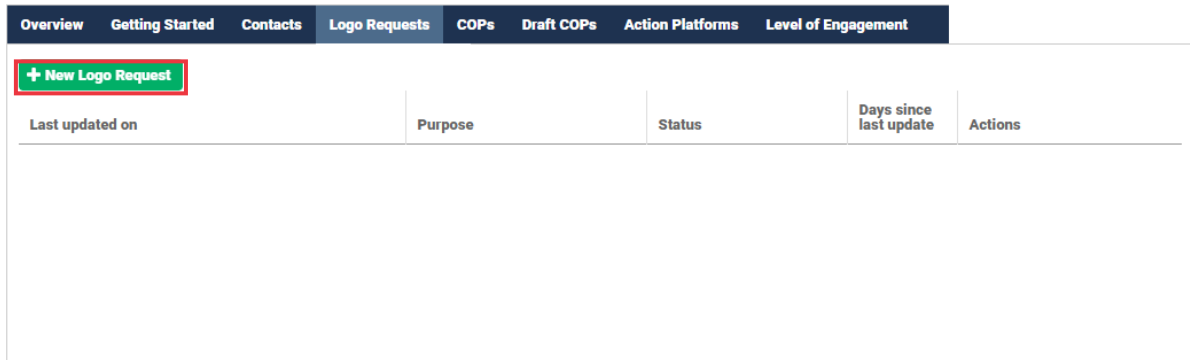 Overview Getting Started Contacts Logo Requests COPs Draft COPs Action Platforms Level of Engagement
+ New Logo Request
Last updated on Purpose Status Days since last update Actions